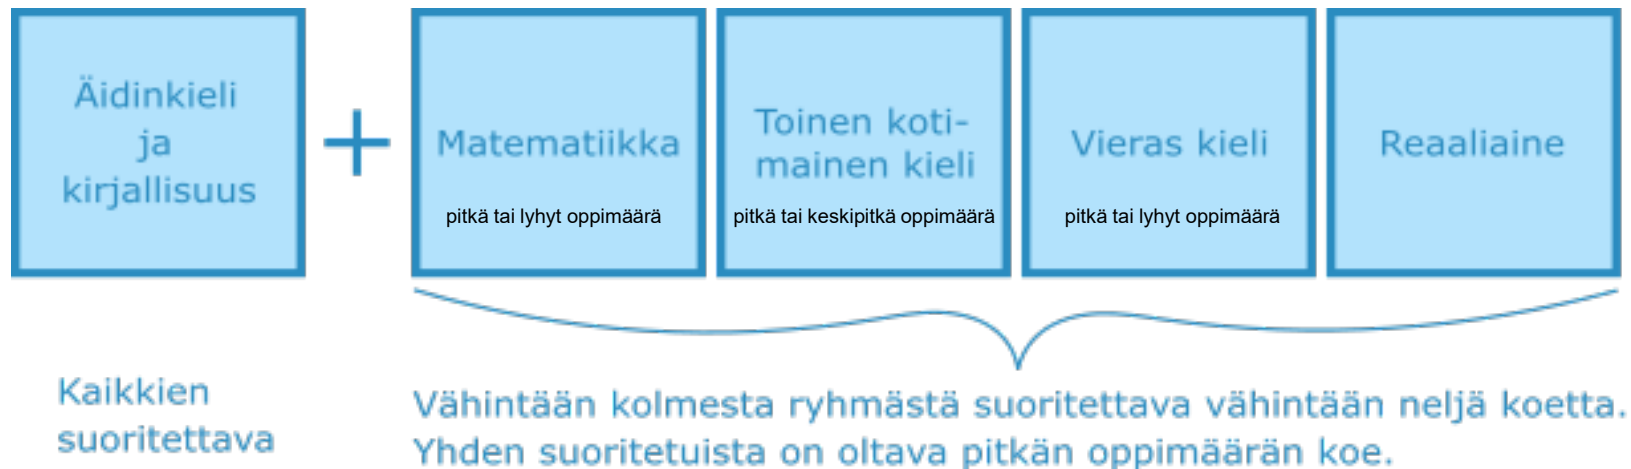 Äidinkieli
ja
kirjallisuus
+
Matematiikka
pitkä tai lyhyt oppimäärä
Toinen koti-
mainen kieli
pitkä tai keskipitkä oppimäärä
Vieras kieli
pitkä tai lyhyt oppimäärä
Reaaliaine
Kaikkien
suoritettava
Vähintään kolmesta ryhmästä suoritettava vähintään neljä koetta.
Yhden suoritetuista on oltava pitkän oppimäärän koe.